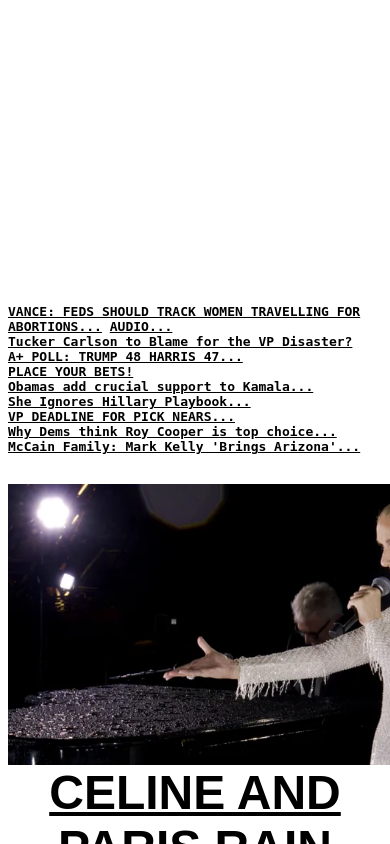 VANCE: FEDS SHOULD TRACK WOMEN TRAVELLING FOR
ABORTIONS... AUDIO...
Tucker Carlson to Blame for the VP Disaster?
A+ POLL: TRUMP 48 HARRIS 47...
PLACE YOUR BETS!
Obamas add crucial support to Kamala...
She Ignores Hillary Playbook...
VP DEADLINE FOR PICK NEARS...
Why Dems think Roy Cooper is top choice...
McCain Family: Mark Kelly 'Brings Arizona'...
CELINE AND
PARIS RAIN